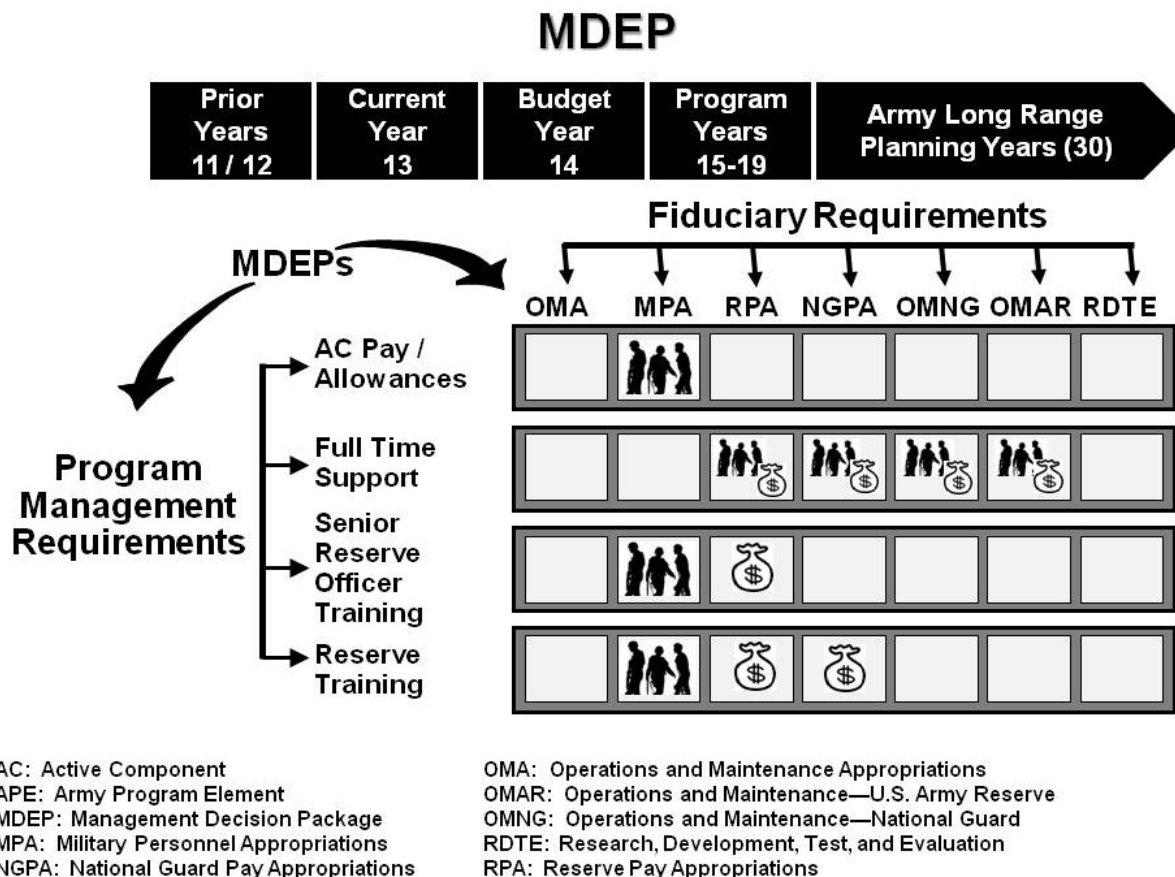 MDEP
Prior
Years
11 / 12
Current
Year
13
Budget
Year
14
Program
Years
15-19
Army Long Range
Planning Years (30)
Fiduciary Requirements
MDEPs
OMA MPA RPA NGPA OMNG OMAR RDTE
Program
Management
Requirements
AC Pay /
Allowances
Full Time
Support
Senior
Reserve
Officer
Training
Reserve
Training
AC: Active Component
APE: Army Program Element
MDEP: Management Decision Package
MPA: Military Personnel Appropriations
NGPA: National Guard Pay Appropriations
OMA: Operations and Maintenance Appropriations
OMAR: Operations and Maintenance—U.S. Army Reserve
OMNG: Operations and Maintenance—National Guard
RDTE: Research, Development, Test, and Evaluation
RPA: Reserve Pay Appropriations